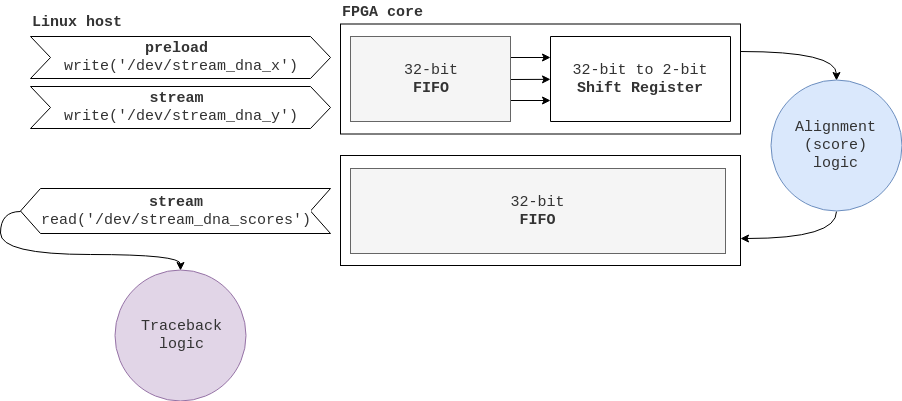 Linux host
FPGA core
preload
write('/dev/stream_dna_x')
stream
write('/dev/stream_dna_y')
32-bit
FIFO
32-bit to 2-bit
Shift Register
Alignment
(score)
logic
stream
read('/dev/stream_dna_scores')
32-bit
FIFO
Traceback
logic